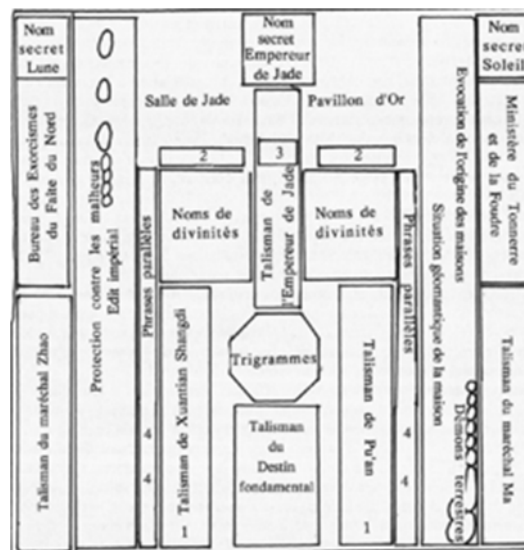 Nom
secret
Lune
Bureau des Exorcismes
du Faîte du Nord
Talisman du maréchal Zhao
Protection contre les malheurs
Edit impérial
Phrases parallèles
4
4
Salle de Jade
2
Noms de
divinités
Talisman de Xuantian Shangdi
1
Nom
secret
Empereur
de Jade
3
Talisman de
l'Empereur de Jade
Trigrammes
Talisman
du
Destin
fondamental
Pavillon d'Or
2
Noms de
divinités
Talisman de Pu'an
1
Phrases parallèles
4
4
Evocation de l'origine des maisons
Situation géomantique de la maison
Démons terrestres
Nom
secret
Soleil
Ministère du Tonnerre
et de la Foudre
Talisman du maréchal Ma